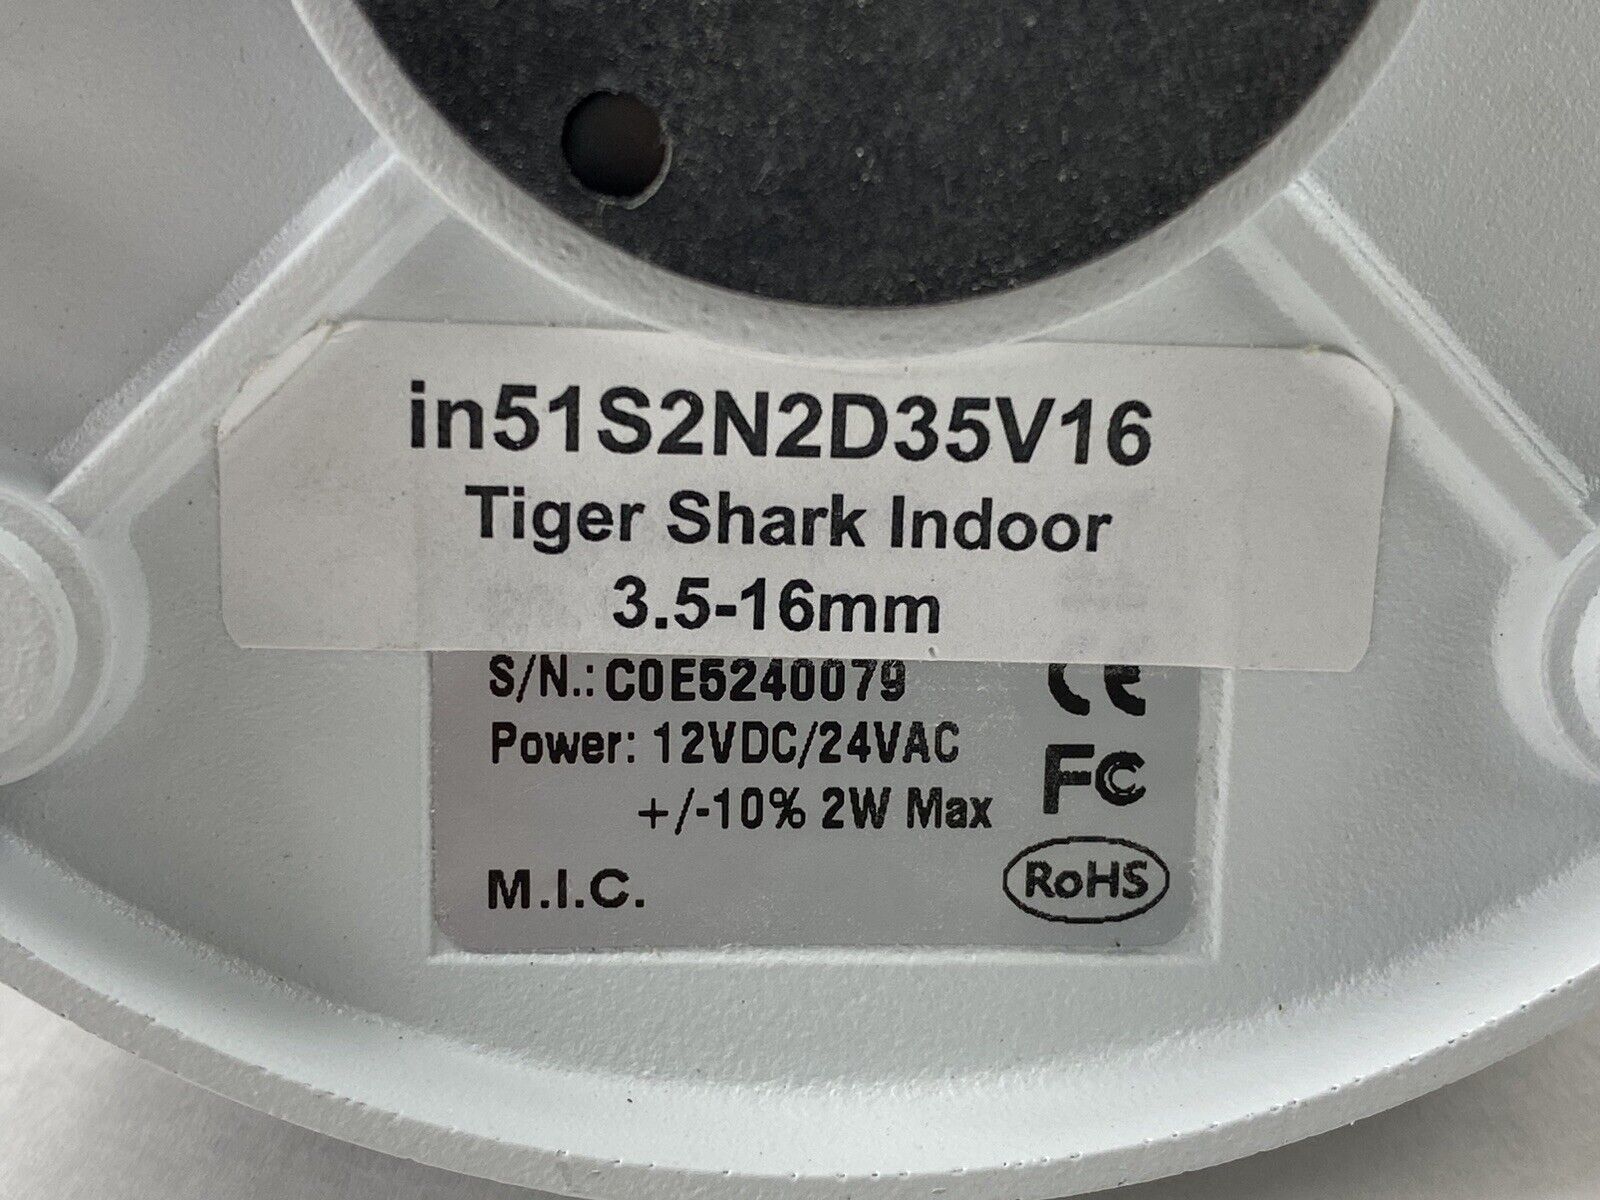 in51S2N2D35V16
Tiger Shark Indoor
3.5-16mm
S/N.: C0E5240079
CE
Power: 12VDC/24VAC
+/-10% 2W Max
FC
M.I.C.
RoHS